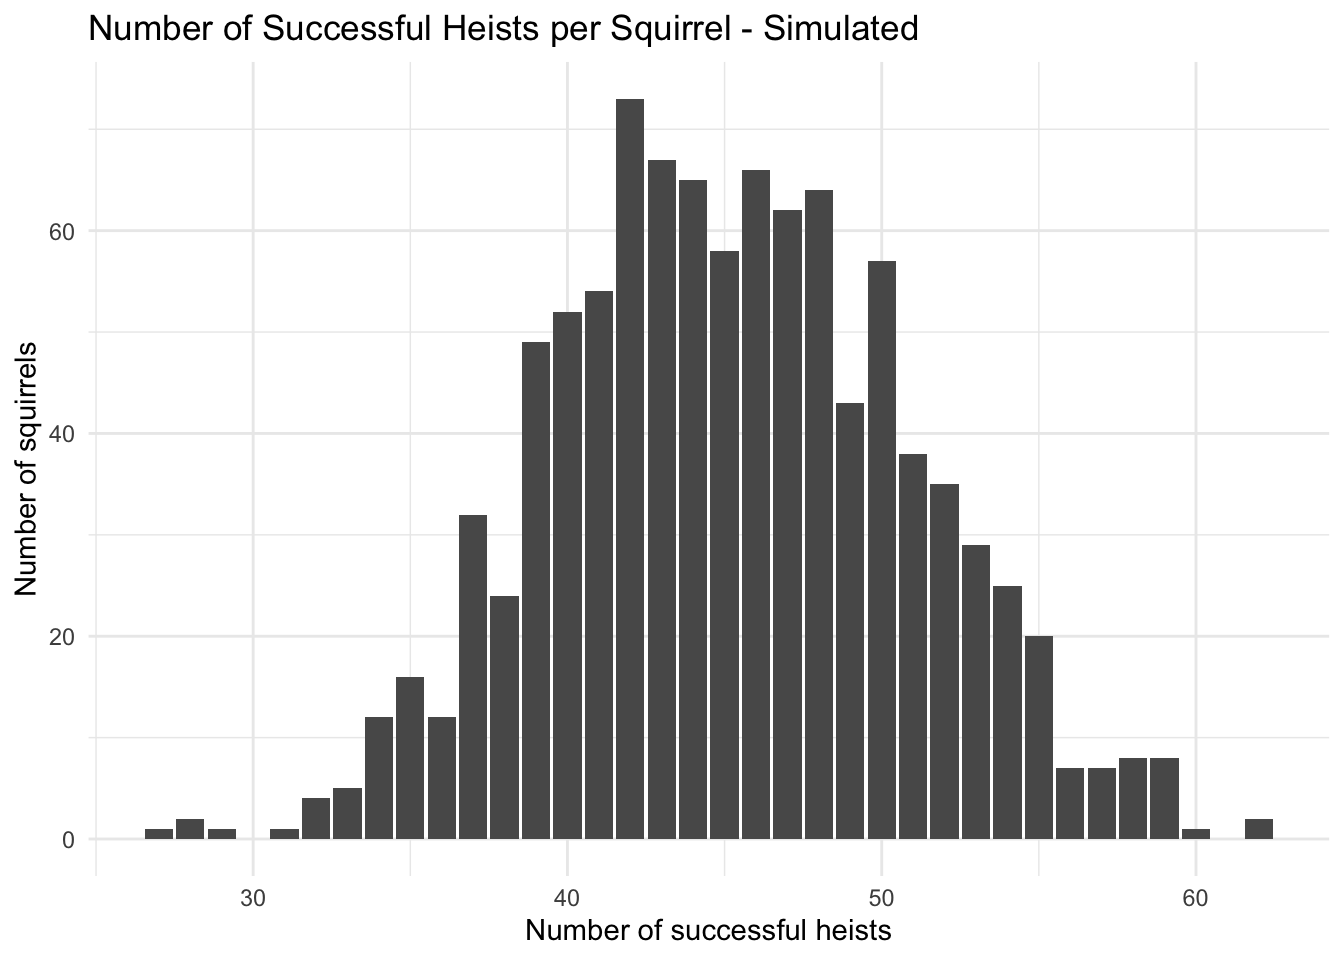 Number of Successful Heists per Squirrel - Simulated
Number of squirrels
60
40
20
0
30 40 50 60
Number of successful heists